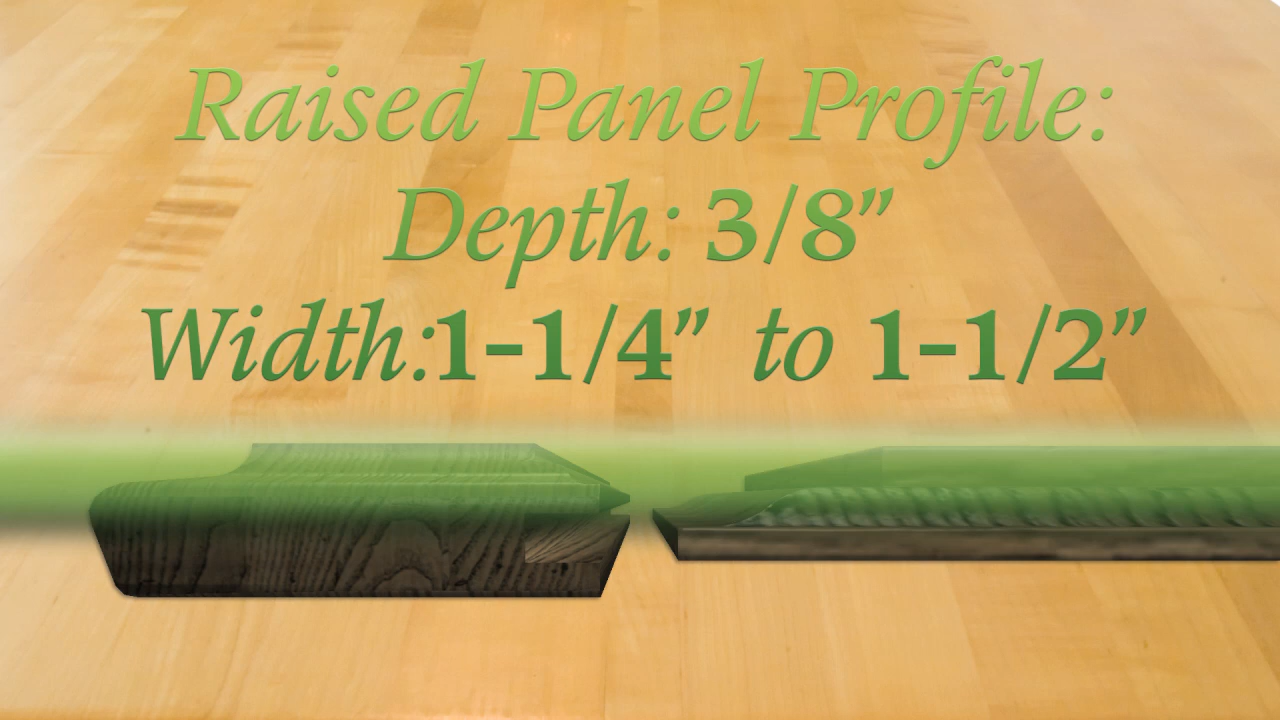 Raised Panel Profile:
Depth: 3/8”
Width:1-1/4” to 1-1/2”